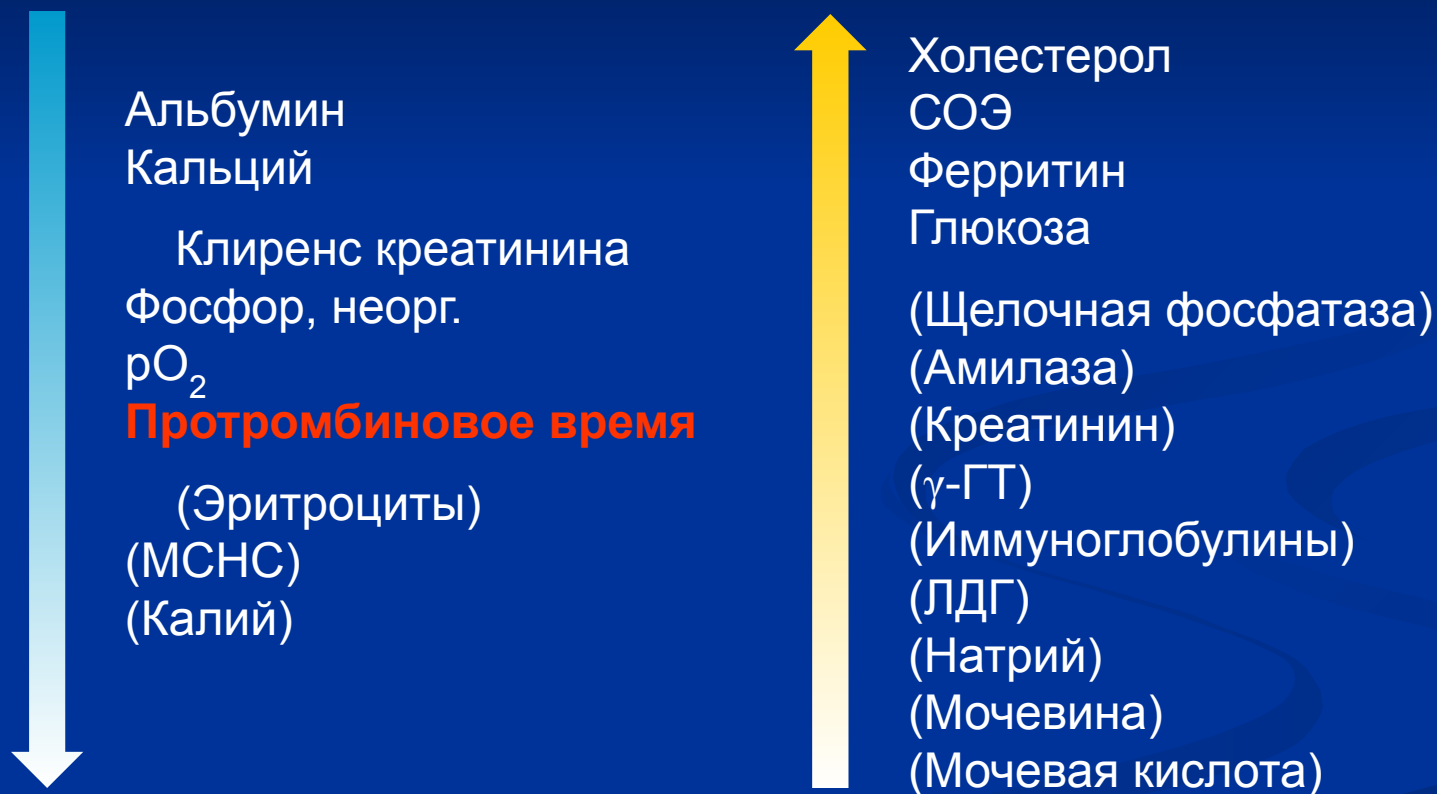 Альбумин
Кальций
Клиренс креатинина
Фосфор, неорг.
pO₂
Протромбиновое время
(Эритроциты)
(МСНС)
(Калий)
Холестерол
СОЭ
Ферритин
Глюкоза
(Щелочная фосфатаза)
(Амилаза)
(Креатинин)
(γ-ГТ)
(Иммуноглобулины)
(ЛДГ)
(Натрий)
(Мочевина)
(Мочевая кислота)